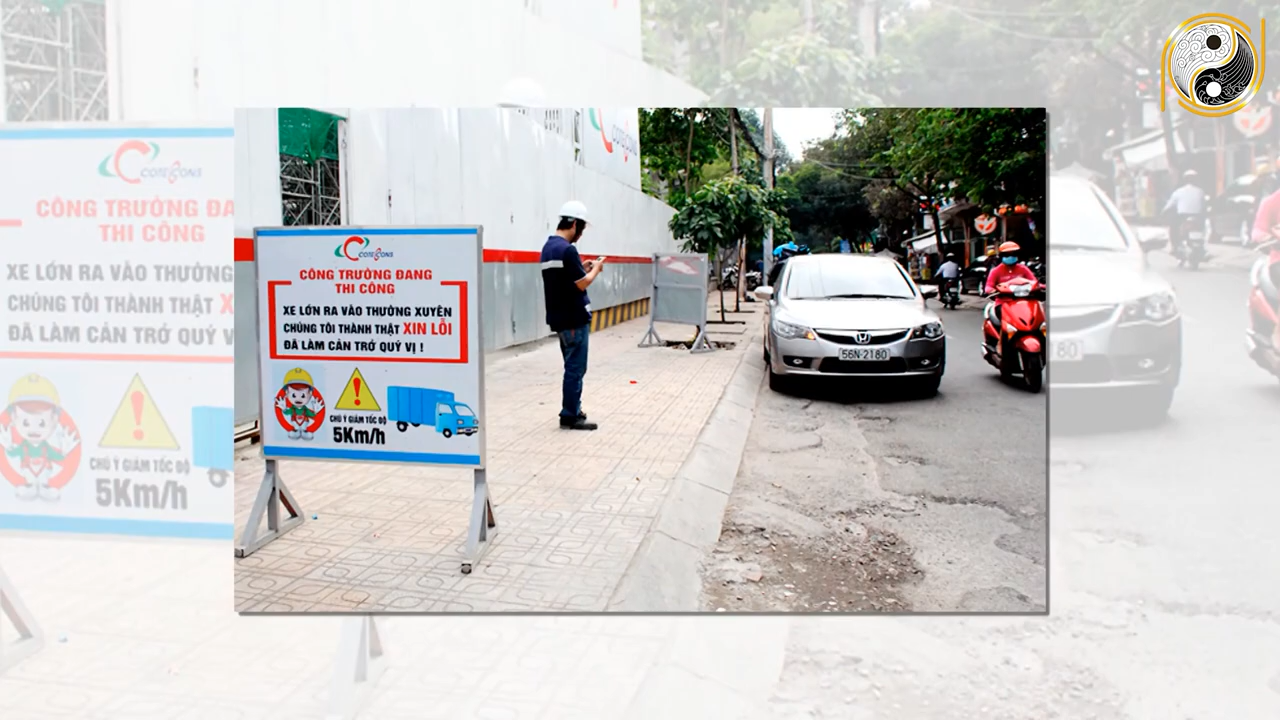 COTECCONS
CÔNG TRƯỜNG ĐANG
THI CÔNG
XE LỚN RA VÀO THƯỜNG XUYÊN
CHÚNG TÔI THÀNH THẬT XIN LỖI
ĐÃ LÀM CẢN TRỞ QUÝ VỊ !
CHÚ Ý GIẢM TỐC ĐỘ
5Km/h
56N-2180